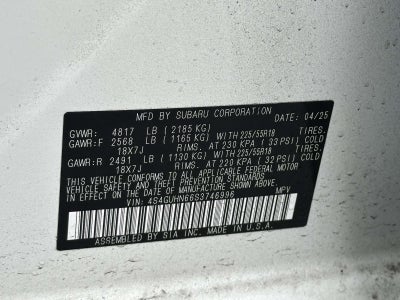 MFD BY SUBARU CORPORATION DATE: 04/25
GVWR: 4817 LB (2185 KG) TIRES.
GAWR:F 2568 LB (1165 KG) WITH 225/55R18
18X7J RIMS. AT 230 KPA (33 PSI) COLD
GAWR:R 2491 LB (1130 KG) WITH 225/55R18 TIRES.
18X7J RIMS. AT 220 KPA (32 PSI) COLD
THIS VEHICLE CONFORMS TO ALL APPLICABLE FEDERAL MOTOR
VEHICLE SAFETY STANDARDS
IN EFFECT ON THE DATE OF MANUFACTURE SHOWN ABOVE.
VIN: 4S4GUHN66S3746996 MPV
ASSEMBLED BY SIA INC. MADE IN U.S.A.